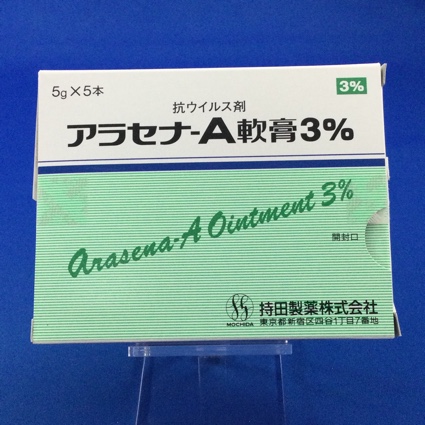 5g×5本
3%
抗ウイルス剤
アラセナ-A軟膏3%
Arasena-A Ointment 3%
開封口
MOCHIDA
持田製薬株式会社
東京都新宿区四谷1丁目7番地